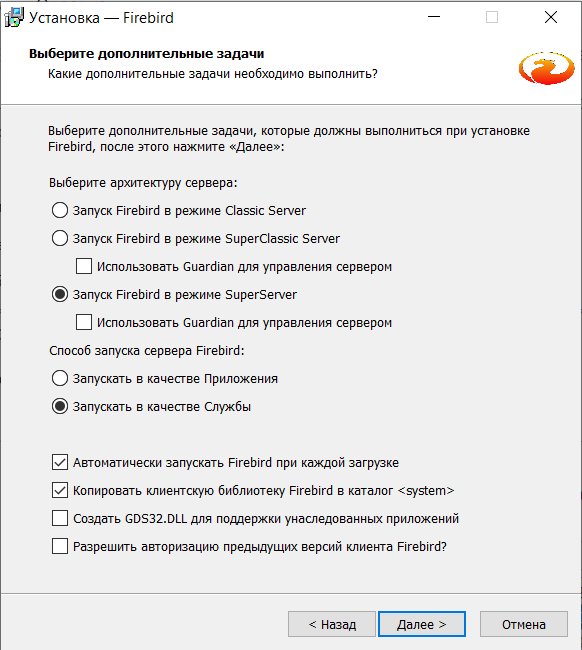 Установка — Firebird
Выберите дополнительные задачи
Какие дополнительные задачи необходимо выполнить?
Выберите дополнительные задачи, которые должны выполниться при установке
Firebird, после этого нажмите «Далее»:
Выберите архитектуру сервера:
Запуск Firebird в режиме Classic Server
Запуск Firebird в режиме SuperClassic Server
Использовать Guardian для управления сервером
Запуск Firebird в режиме SuperServer
Использовать Guardian для управления сервером
Способ запуска сервера Firebird:
Запускать в качестве Приложения
Запускать в качестве Службы
Автоматически запускать Firebird при каждой загрузке
Копировать клиентскую библиотеку Firebird в каталог <system>
Создать GDS32.DLL для поддержки унаследованных приложений
Разрешить авторизацию предыдущих версий клиента Firebird?
< Назад
Далее >
Отмена